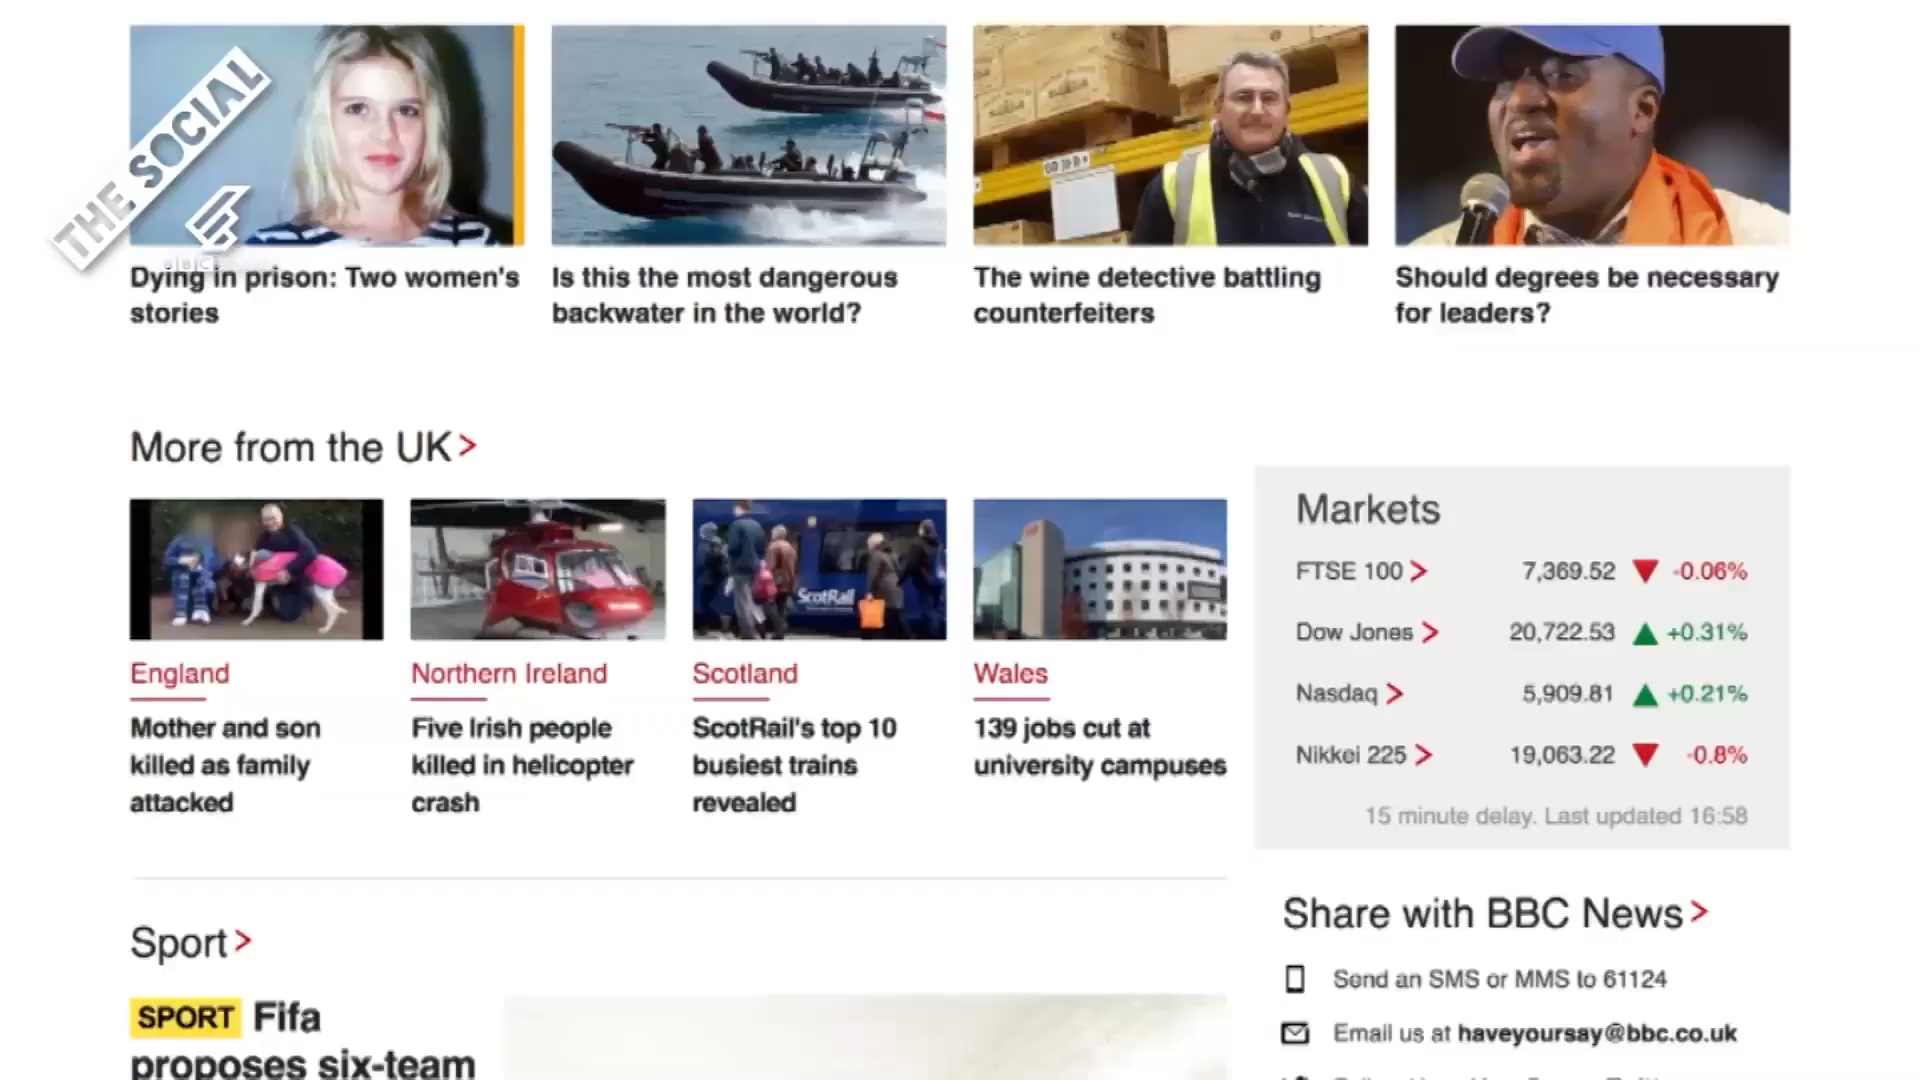 THE SOCIAL
BBC
Dying in prison: Two women's
stories
Is this the most dangerous
backwater in the world?
The wine detective battling
counterfeiters
Should degrees be necessary
for leaders?
More from the UK
ScotRail
England
Mother and son
killed as family
attacked
Northern Ireland
Five Irish people
killed in helicopter
crash
Scotland
ScotRail's top 10
busiest trains
revealed
Wales
139 jobs cut at
university campuses
Markets
FTSE 100 7,369.52 -0.06%
Dow Jones 20,722.53 +0.31%
Nasdaq 5,909.81 +0.21%
Nikkei 225 19,063.22 -0.8%
15 minute delay. Last updated 16:58
Share with BBC News
Send an SMS or MMS to 61124
Email us at haveyoursay@bbc.co.uk
Sport
SPORT Fifa
proposes six-team